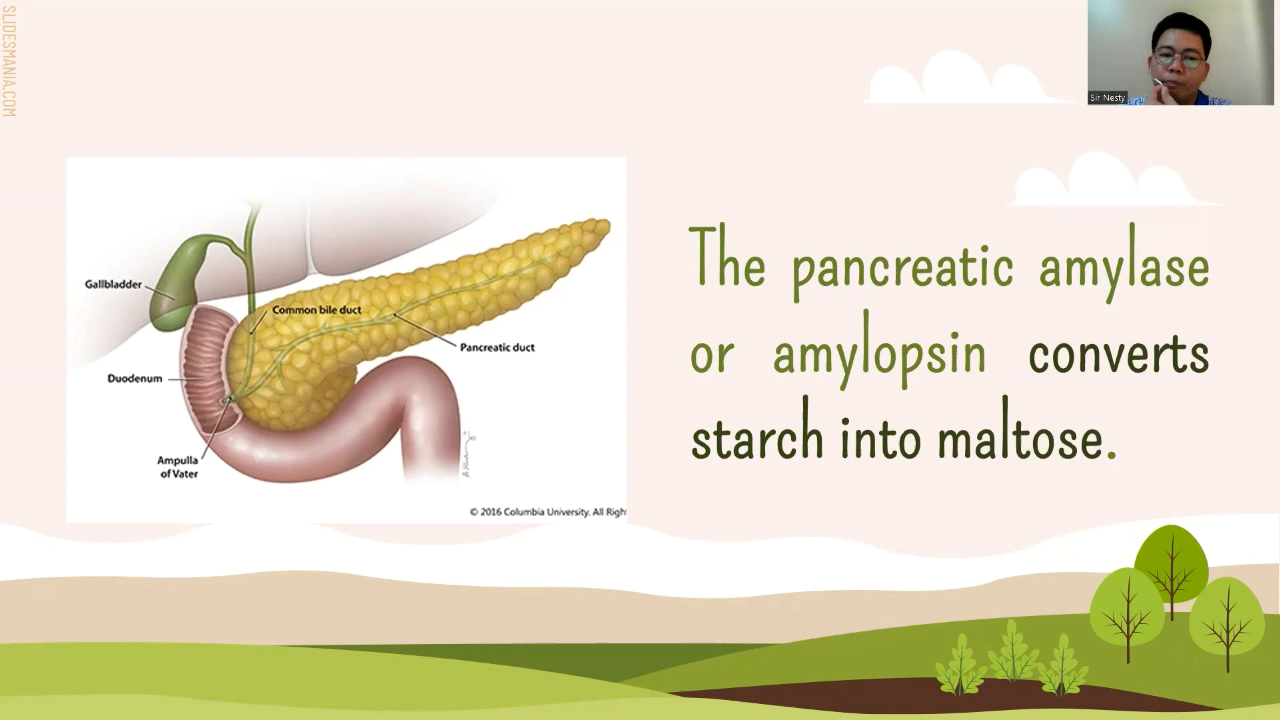 SLIDESMANIA.COM
Sir Nesty
Gallbladder
Common bile duct
Pancreatic duct
Duodenum
Ampulla
of Vater
© 2016 Columbia University. All Righ
The pancreatic amylase
or amylopsin converts
starch into maltose.